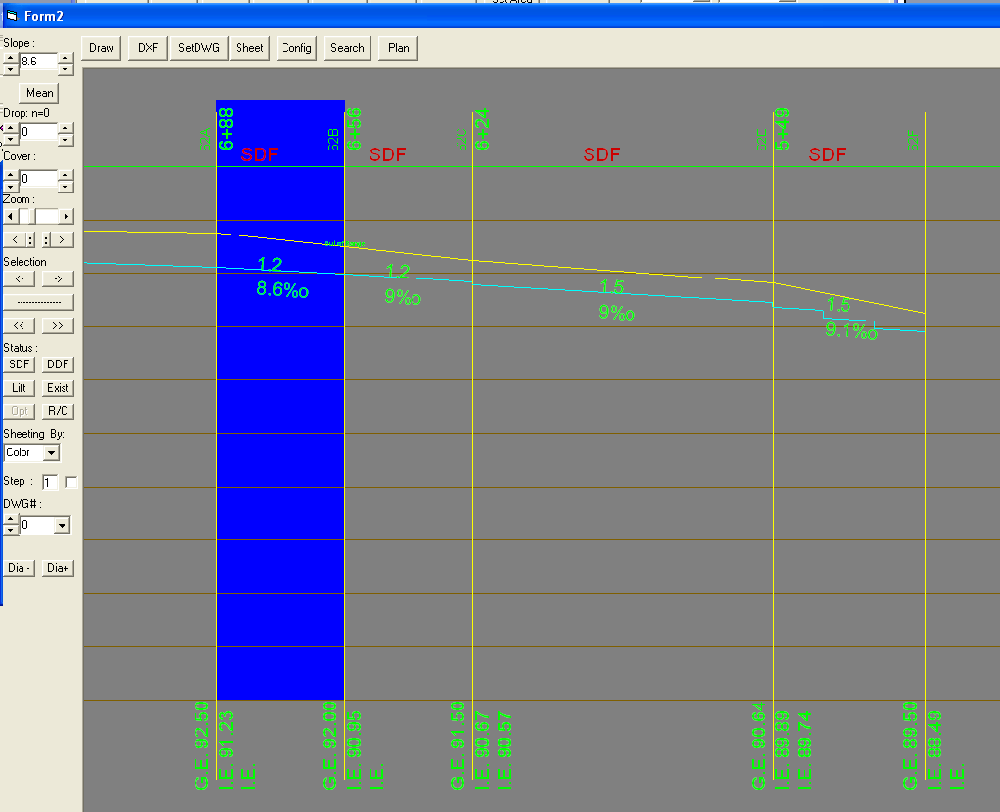 Form2
Slope :
8.6
Mean
Drop: n=0
0
Cover :
0
Zoom :
< : : >
Selection
<- ->
---------------
<< >>
Status :
SDF DDF
Lift Exist
Opt R/C
Sheeting By:
Color
Step : 1
DWG# :
0
Dia - Dia+
Draw DXF SetDWG Sheet Config Search Plan
62A 6+88 62B 6+56 62C 6+24 62E 5+49 62F
SDF SDF SDF SDF
1.2 1.2 1.5 1.5
8.6%o 9%o 9%o 9.1%o
G.E. 92.50
I.E. 91.23
I.E.
G.E. 92.00
I.E. 90.95
I.E.
G.E. 91.50
I.E. 90.67
I.E. 90.57
G.E. 90.64
I.E. 89.89
I.E. 89.74
G.E. 89.50
I.E. 88.49
I.E.